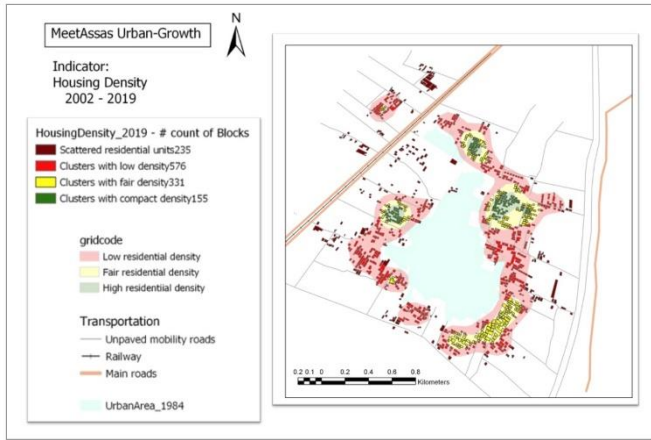 MeetAssas Urban-Growth
N
Indicator:
Housing Density
2002 - 2019
HousingDensity_2019 - # count of Blocks
Scattered residential units235
Clusters with low density576
Clusters with fair density331
Clusters with compact density155
gridcode
Low residential density
Fair residential density
High residential density
Transportation
Unpaved mobility roads
Railway
Main roads
UrbanArea_1984
0.2 0.1 0 0.2 0.4 0.6 0.8
Kilometers